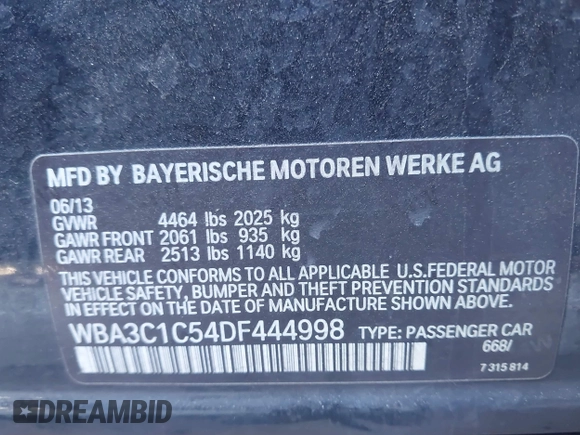 MFD BY BAYERISCHE MOTOREN WERKE AG
06/13
GVWR 4464 lbs 2025 kg
GAWR FRONT 2061 lbs 935 kg
GAWR REAR 2513 lbs 1140 kg
THIS VEHICLE CONFORMS TO ALL APPLICABLE U.S.FEDERAL MOTOR
VEHICLE SAFETY, BUMPER AND THEFT PREVENTION STANDARDS
IN EFFECT ON THE DATE OF MANUFACTURE SHOWN ABOVE.
WBA3C1C54DF444998 TYPE: PASSENGER CAR
668/
7 315 814
DREAMBID